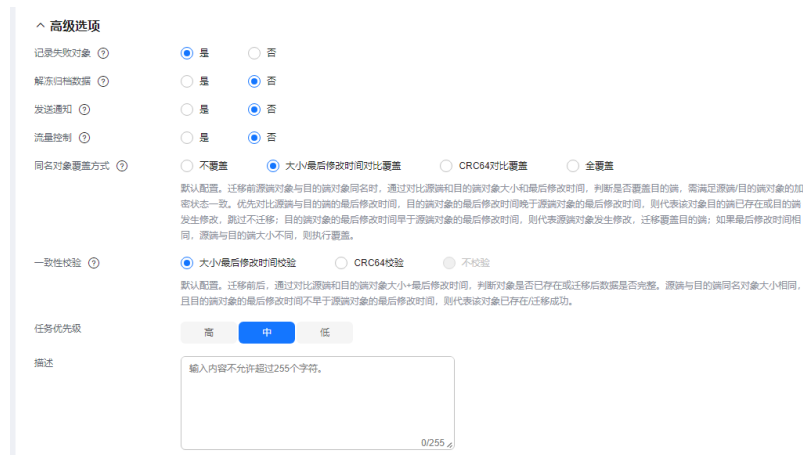 高级选项
记录失败对象 ? 是 否
解冻归档数据 ? 是 否
发送通知 ? 是 否
流量控制 ? 是 否
同名对象覆盖方式 ? 不覆盖 大小/最后修改时间对比覆盖 CRC64对比覆盖 全覆盖
默认配置。迁移前源端对象与目的端对象同名时，通过对比源端和目的端对象大小和最后修改时间，判断是否覆盖目的端，需满足源端/目的端对象的加
密状态一致。优先对比源端与目的端的最后修改时间，目的端对象的最后修改时间晚于源端对象的最后修改时间，则代表该对象目的端已存在或目的端
发生修改，跳过不迁移；目的端对象的最后修改时间早于源端对象的最后修改时间，则代表源端对象发生修改，迁移覆盖目的端；如果最后修改时间相
同，源端与目的端大小不同，则执行覆盖。
一致性校验 ? 大小/最后修改时间校验 CRC64校验 不校验
默认配置。迁移前后，通过对比源端和目的端对象大小+最后修改时间，判断对象是否已存在或迁移后数据是否完整。源端与目的端同名对象大小相同，
且目的端对象的最后修改时间不早于源端对象的最后修改时间，则代表该对象已存在/迁移成功。
任务优先级 高 中 低
描述 输入内容不允许超过255个字符。
0/255